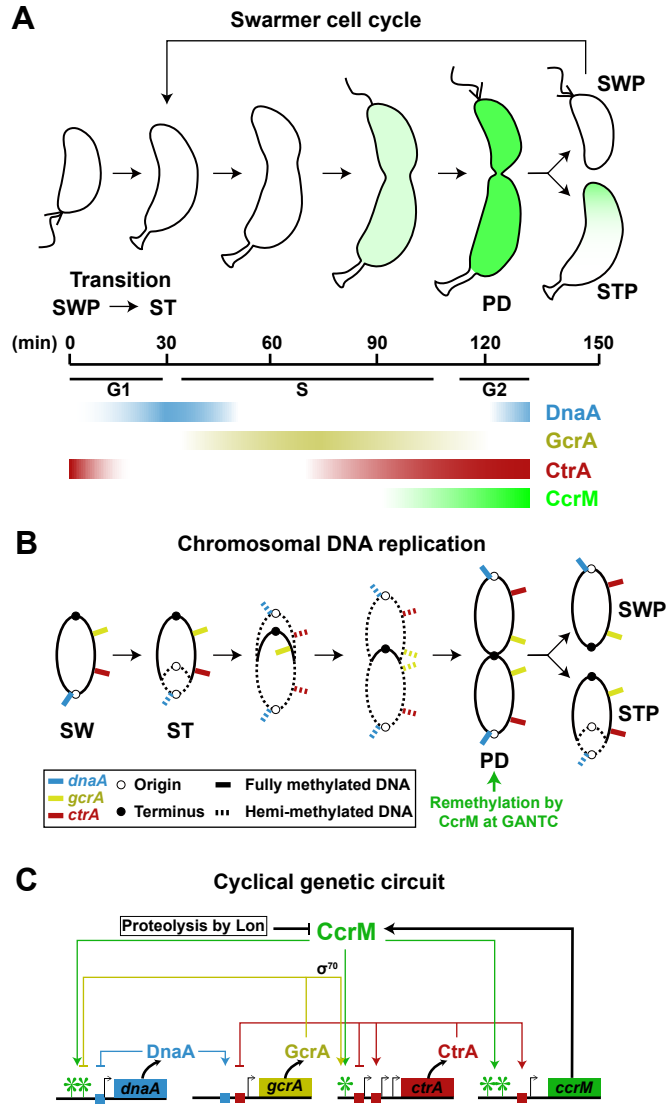 A
Swarmer cell cycle
SWP
Transition
SWP ST
PD
STP
(min) 0 30 60 90 120 150
G1 S G2
DnaA
GcrA
CtrA
CcrM
B
Chromosomal DNA replication
SWP
SW ST
STP
PD
dnaA Origin Fully methylated DNA
gcrA
ctrA Terminus Hemi-methylated DNA
Remethylation by
CcrM at GANTC
C
Cyclical genetic circuit
Proteolysis by Lon
CcrM
σ70
DnaA GcrA CtrA
dnaA gcrA ctrA ccrM